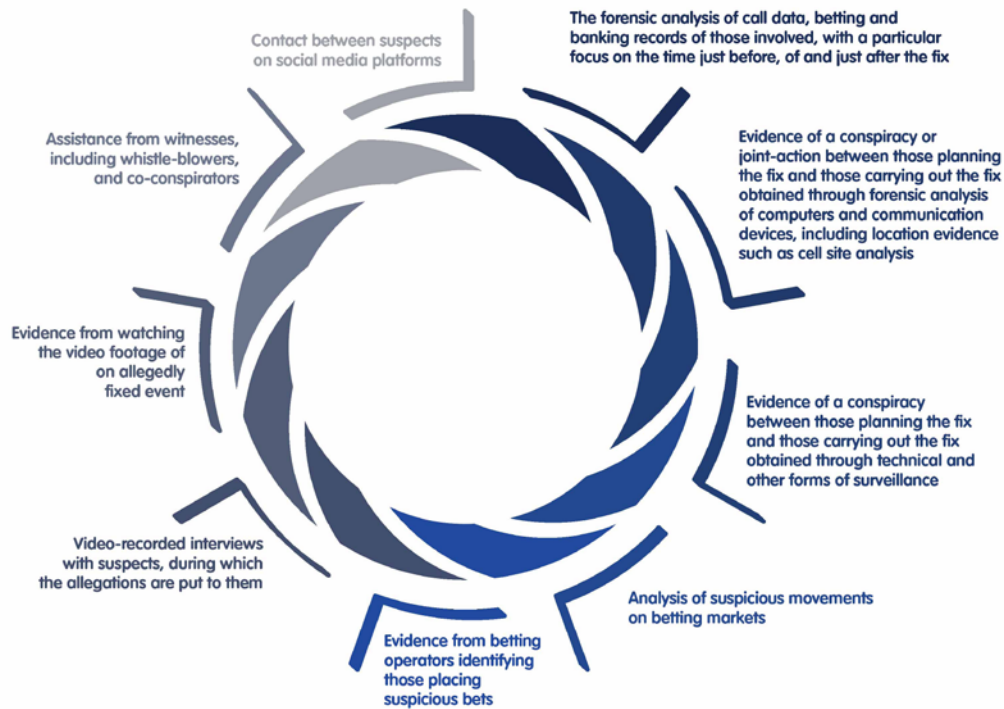 The forensic analysis of call data, betting and
banking records of those involved, with a particular
focus on the time just before, of and just after the fix
Evidence of a conspiracy or
joint-action between those planning
the fix and those carrying out the fix
obtained through forensic analysis
of computers and communication
devices, including location evidence
such as cell site analysis
Evidence of a conspiracy
between those planning the fix
and those carrying out the fix
obtained through technical and
other forms of surveillance
Analysis of suspicious movements
on betting markets
Evidence from betting
operators identifying
those placing
suspicious bets
Video-recorded interviews
with suspects, during which
the allegations are put to them
Evidence from watching
the video footage of
on allegedly
fixed event
Assistance from witnesses,
including whistle-blowers,
and co-conspirators
Contact between suspects
on social media platforms